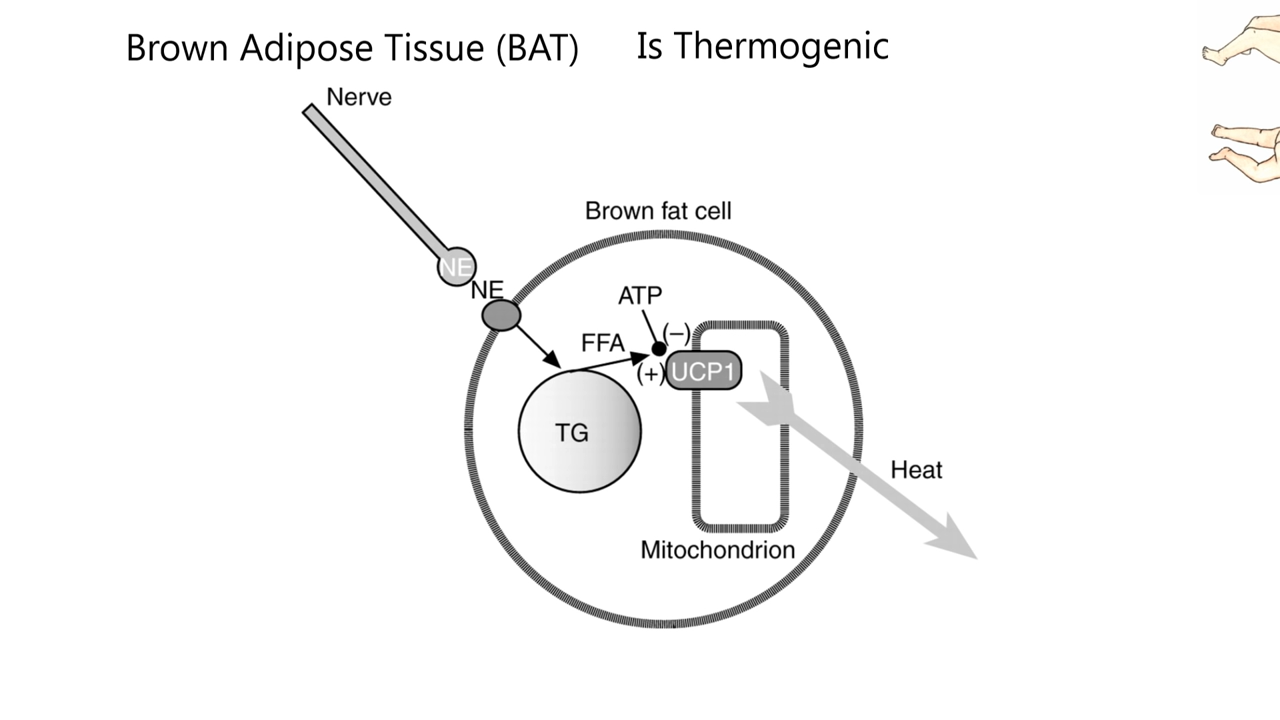 Brown Adipose Tissue (BAT) Is Thermogenic
Nerve
Brown fat cell
NE
NE
ATP
(–)
FFA
(+)
UCP1
TG
Heat
Mitochondrion